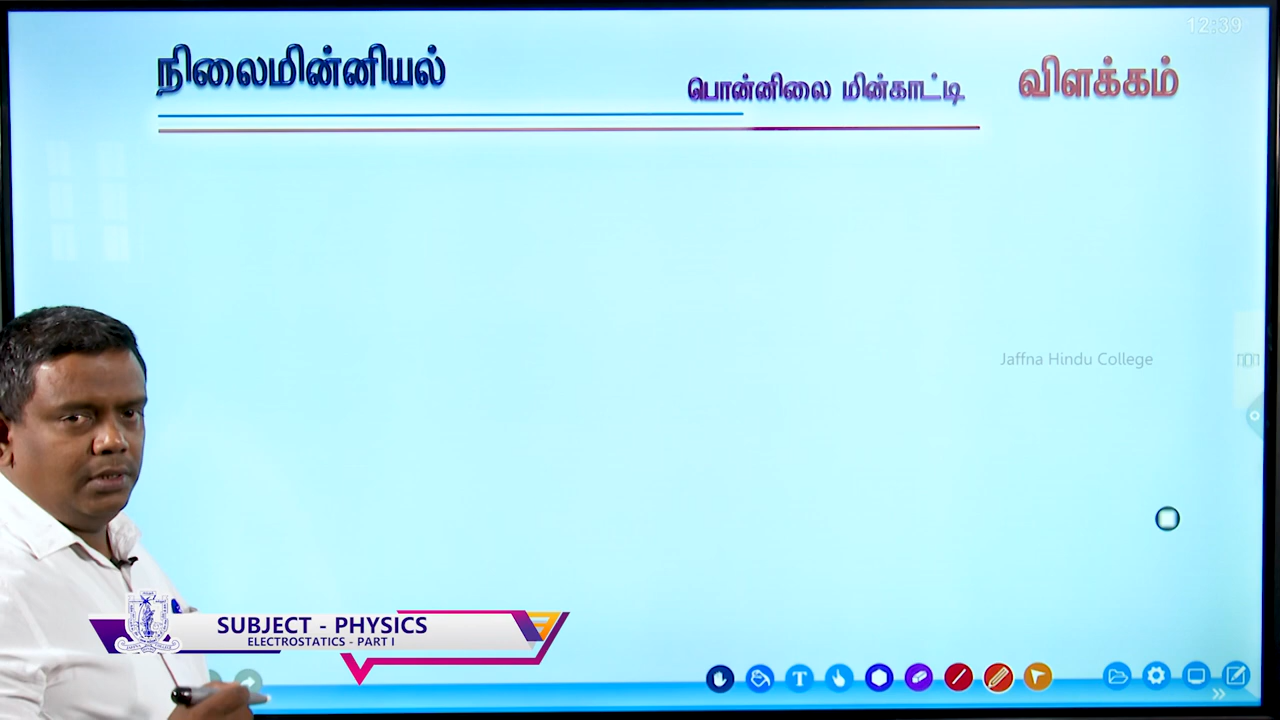 12:39
நிலைமின்னியல்
பொன்னிலை மின்காட்டி
விளக்கம்
Jaffna Hindu College
SUBJECT - PHYSICS
ELECTROSTATICS - PART I
T